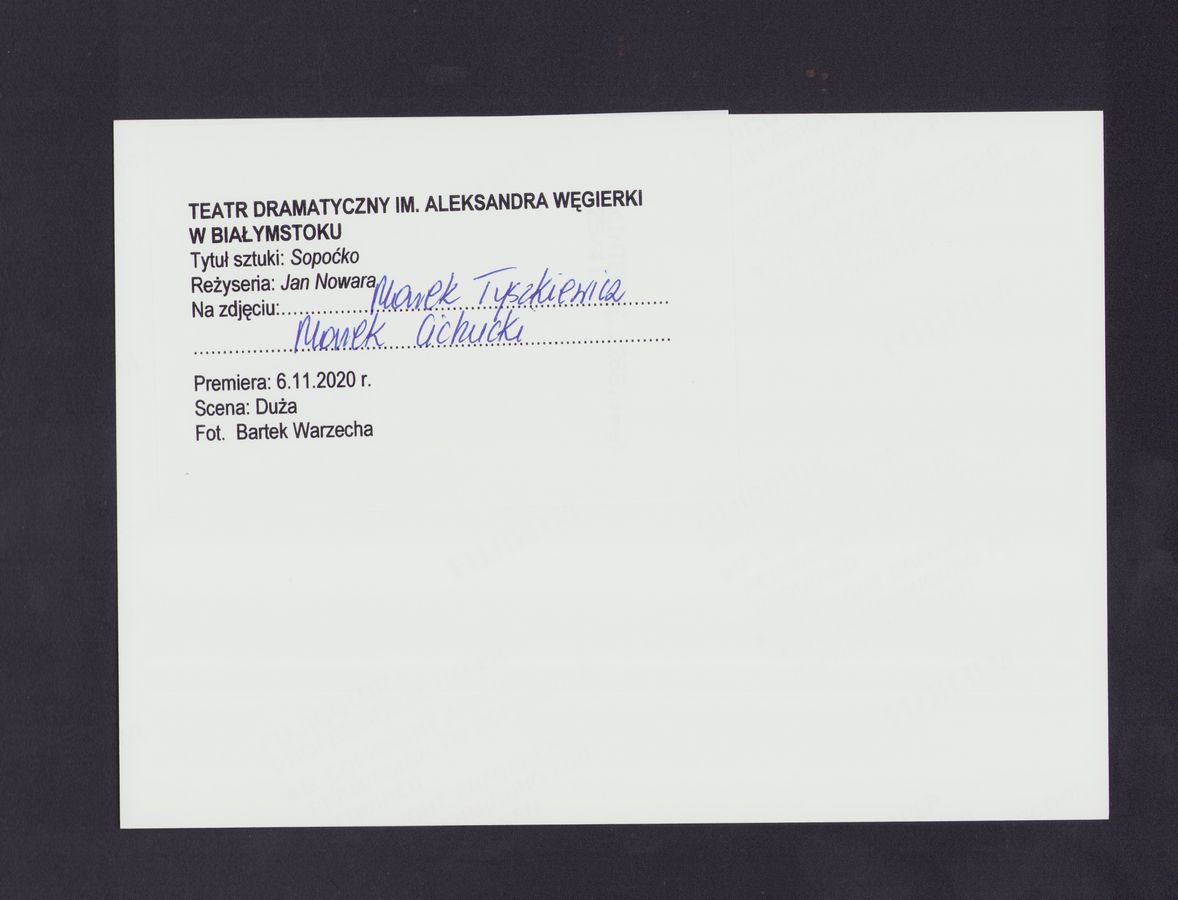 TEATR DRAMATYCZNY IM. ALEKSANDRA WĘGIERKI
W BIAŁYMSTOKU
Tytuł sztuki: Sopoćko
Reżyseria: Jan Nowara
Na zdjęciu: Marek Tyszkiewicz
Marek Cichucki
Premiera: 6.11.2020 r.
Scena: Duża
Fot. Bartek Warzecha